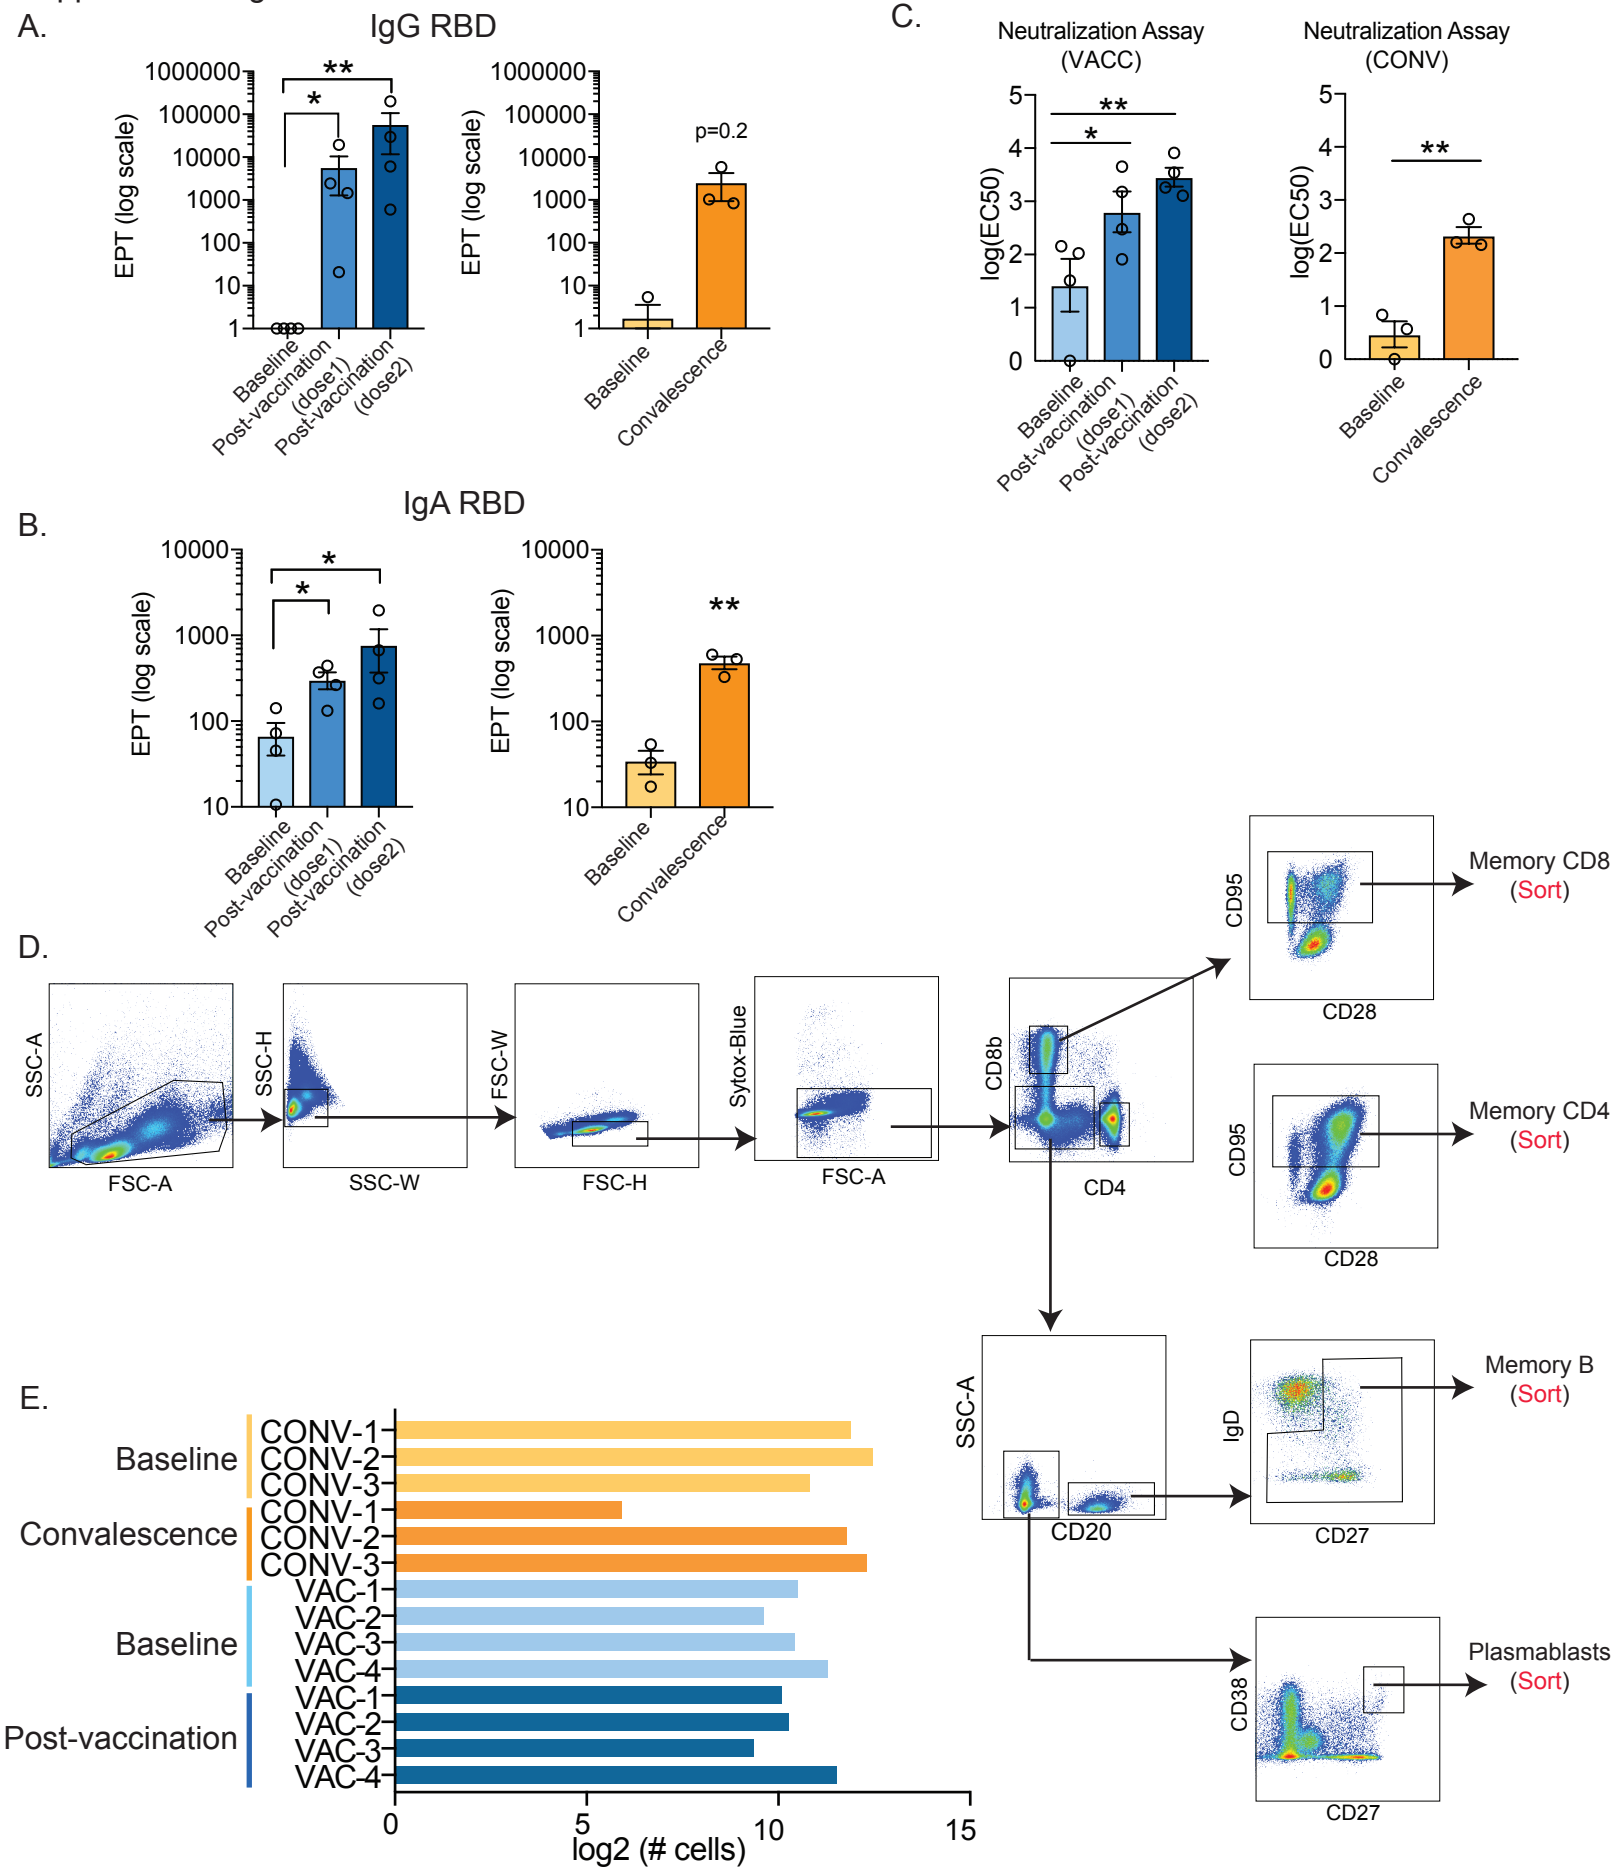 A.
IgG RBD
EPT (log scale)
1000000
100000
10000
1000
100
10
1
**
*
Baseline
Post-vaccination
(dose1)
Post-vaccination
(dose2)
EPT (log scale)
1000000
100000
10000
1000
100
10
1
p=0.2
Baseline
Convalescence
C.
Neutralization Assay
(VACC)
log(EC50)
5
4
3
2
1
0
**
*
Baseline
Post-vaccination
(dose1)
Post-vaccination
(dose2)
Neutralization Assay
(CONV)
log(EC50)
5
4
3
2
1
0
**
Baseline
Convalescence
B.
IgA RBD
EPT (log scale)
10000
1000
100
10
*
*
Baseline
Post-vaccination
(dose1)
Post-vaccination
(dose2)
EPT (log scale)
10000
1000
100
10
**
Baseline
Convalescence
D.
SSC-A
FSC-A
SSC-H
SSC-W
FSC-W
FSC-H
Sytox-Blue
FSC-A
CD8b
CD4
CD95
CD28
Memory CD8
(Sort)
CD95
CD28
Memory CD4
(Sort)
SSC-A
CD20
IgD
CD27
Memory B
(Sort)
CD38
CD27
Plasmablasts
(Sort)
E.
Baseline
CONV-1
CONV-2
CONV-3
Convalescence
CONV-1
CONV-2
CONV-3
Baseline
VAC-1
VAC-2
VAC-3
VAC-4
Post-vaccination
VAC-1
VAC-2
VAC-3
VAC-4
0
5
10
15
log2 (# cells)